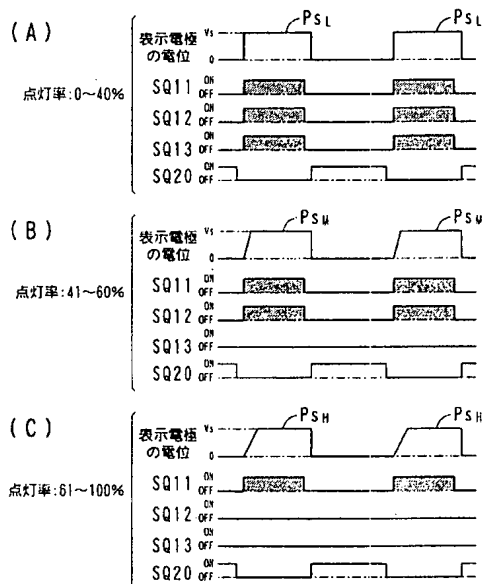 (A)
点灯率:0~40%
表示電極
の電位
Vs
0
PSL
PSL
SQ11 ON
OFF
SQ12 ON
OFF
SQ13 ON
OFF
SQ20 ON
OFF
(B)
点灯率:41~60%
表示電極
の電位
Vs
0
PSM
PSM
SQ11 ON
OFF
SQ12 ON
OFF
SQ13 ON
OFF
SQ20 ON
OFF
(C)
点灯率:61~100%
表示電極
の電位
Vs
0
PSH
PSH
SQ11 ON
OFF
SQ12 ON
OFF
SQ13 ON
OFF
SQ20 ON
OFF